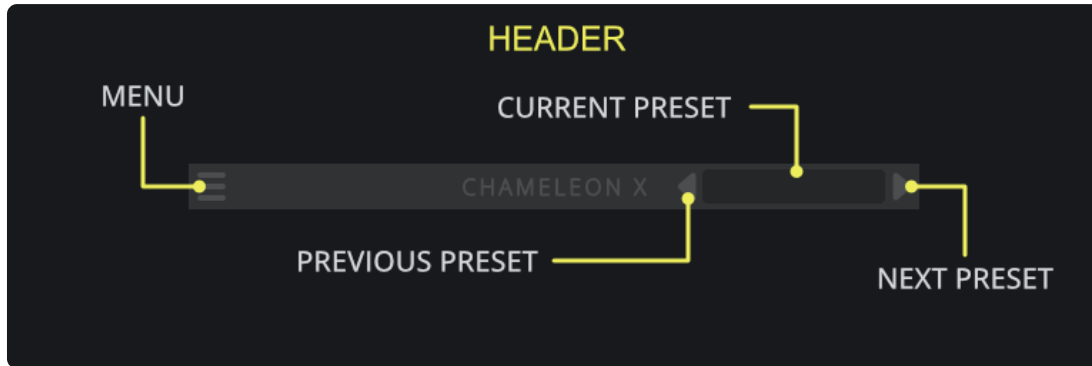 HEADER
MENU
CURRENT PRESET
CHAMELEON X
PREVIOUS PRESET
NEXT PRESET